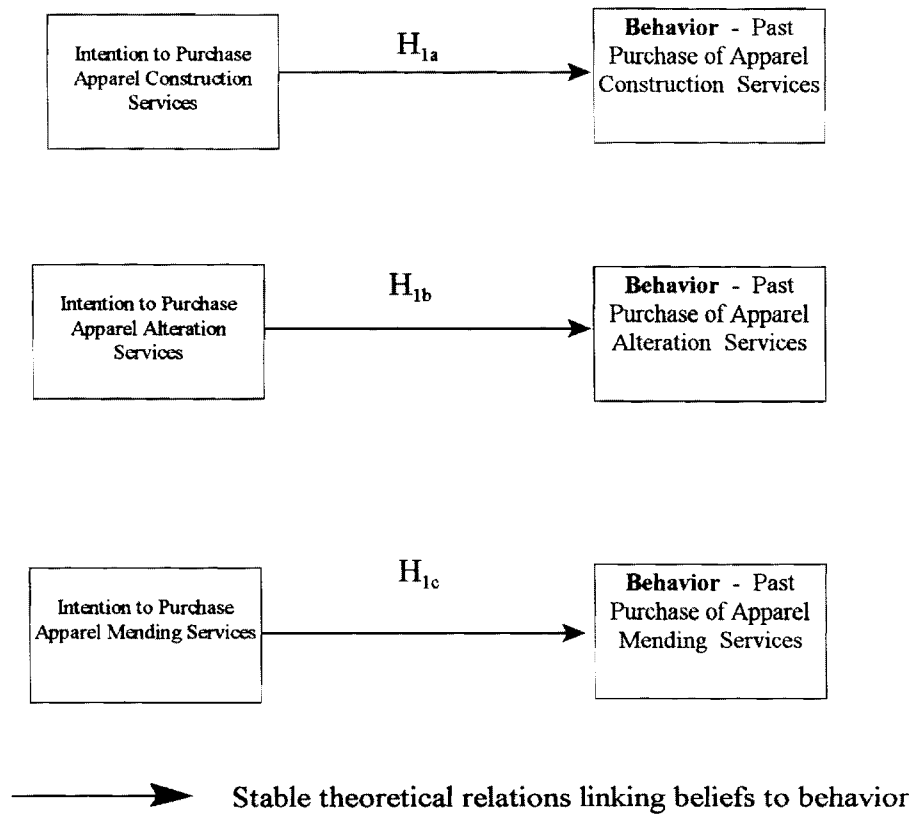 Intention to Purchase
Apparel Construction
Services
H1a
Behavior - Past
Purchase of Apparel
Construction Services
Intention to Purchase
Apparel Alteration
Services
H1b
Behavior - Past
Purchase of Apparel
Alteration Services
Intention to Purchase
Apparel Mending Services
H1c
Behavior - Past
Purchase of Apparel
Mending Services
Stable theoretical relations linking beliefs to behavior